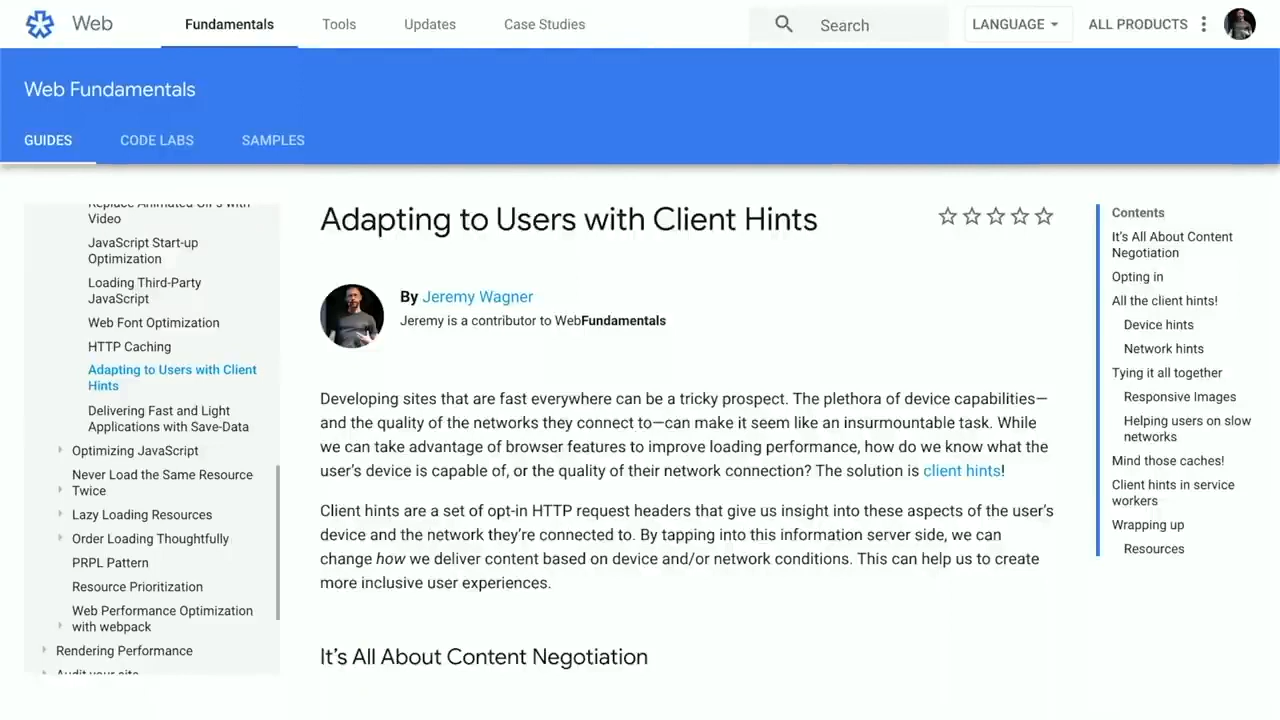 Web
Fundamentals
Tools
Updates
Case Studies
Search
LANGUAGE
ALL PRODUCTS
Web Fundamentals
GUIDES
CODE LABS
SAMPLES
Replace Animated GIFs with
Video
JavaScript Start-up
Optimization
Loading Third-Party
JavaScript
Web Font Optimization
HTTP Caching
Adapting to Users with Client
Hints
Delivering Fast and Light
Applications with Save-Data
Optimizing JavaScript
Never Load the Same Resource
Twice
Lazy Loading Resources
Order Loading Thoughtfully
PRPL Pattern
Resource Prioritization
Web Performance Optimization
with webpack
Rendering Performance
Audit your site
Adapting to Users with Client Hints
By Jeremy Wagner
Jeremy is a contributor to WebFundamentals
Developing sites that are fast everywhere can be a tricky prospect. The plethora of device capabilities—
and the quality of the networks they connect to—can make it seem like an insurmountable task. While
we can take advantage of browser features to improve loading performance, how do we know what the
user's device is capable of, or the quality of their network connection? The solution is client hints!
Client hints are a set of opt-in HTTP request headers that give us insight into these aspects of the user's
device and the network they're connected to. By tapping into this information server side, we can
change how we deliver content based on device and/or network conditions. This can help us to create
more inclusive user experiences.
It's All About Content Negotiation
Contents
It's All About Content
Negotiation
Opting in
All the client hints!
Device hints
Network hints
Tying it all together
Responsive Images
Helping users on slow
networks
Mind those caches!
Client hints in service
workers
Wrapping up
Resources